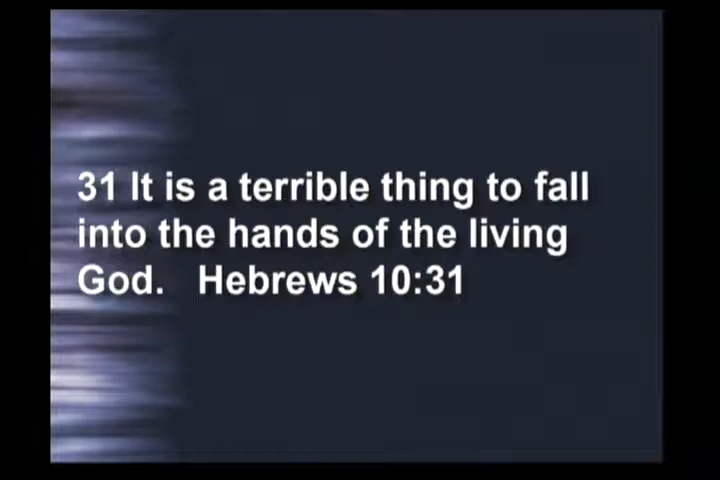 31 It is a terrible thing to fall
into the hands of the living
God.   Hebrews 10:31